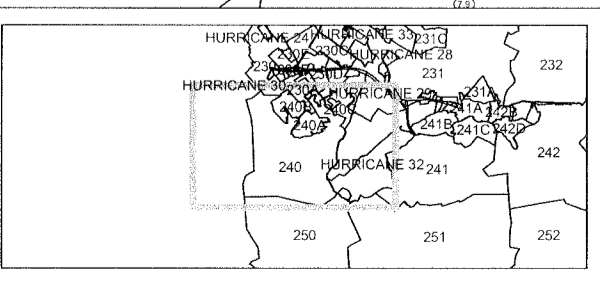 (7.9)
HURRICANE 24 HURRICANE 33 231C
230E 230C HURRICANE 28
230 230D 231 232
HURRICANE 30 230A HURRICANE 29 231A
240B 240C 241A 242B
240A 241B 241C 242D
240 HURRICANE 32 241 242
250 251 252